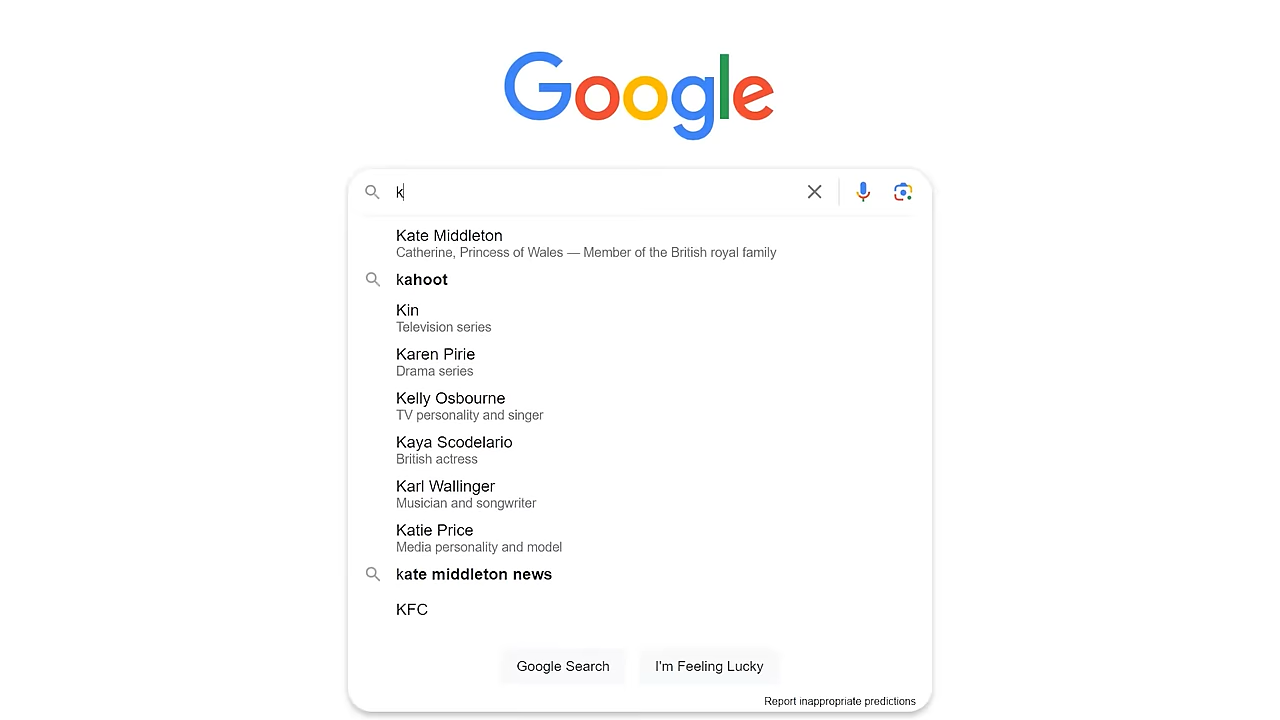 Google
k
Kate Middleton
Catherine, Princess of Wales — Member of the British royal family
kahoot
Kin
Television series
Karen Pirie
Drama series
Kelly Osbourne
TV personality and singer
Kaya Scodelario
British actress
Karl Wallinger
Musician and songwriter
Katie Price
Media personality and model
kate middleton news
KFC
Google Search I'm Feeling Lucky
Report inappropriate predictions